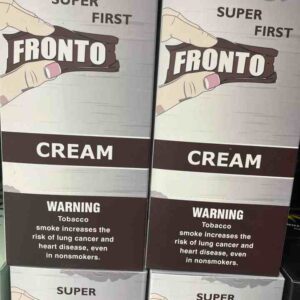 SUPER
FIRST
FRONTO
CREAM
WARNING
Tobacco
smoke increases the
risk of lung cancer and
heart disease, even
in nonsmokers.
SUPER
SUPER
FIRST
FRONTO
CREAM
WARNING
Tobacco
smoke increases the
risk of lung cancer and
heart disease, even
in nonsmokers.
SUPER